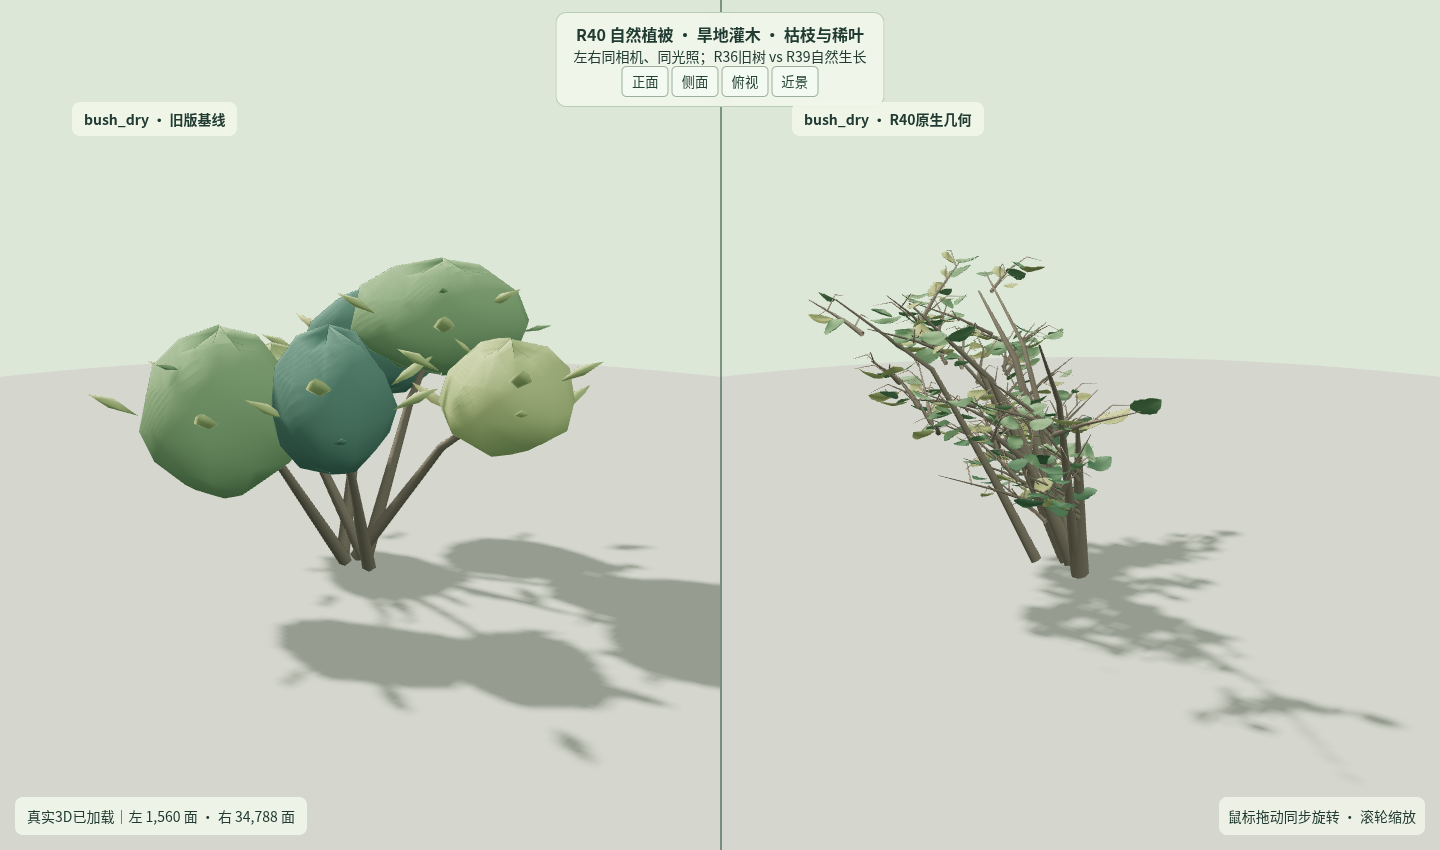 R40 自然植被 · 旱地灌木 · 枯枝与稀叶
左右同相机、同光照；R36旧树 vs R39自然生长
正面 侧面 俯视 近景
bush_dry · 旧版基线
bush_dry · R40原生几何
真实3D已加载｜左 1,560 面 · 右 34,788 面
鼠标拖动同步旋转 · 滚轮缩放